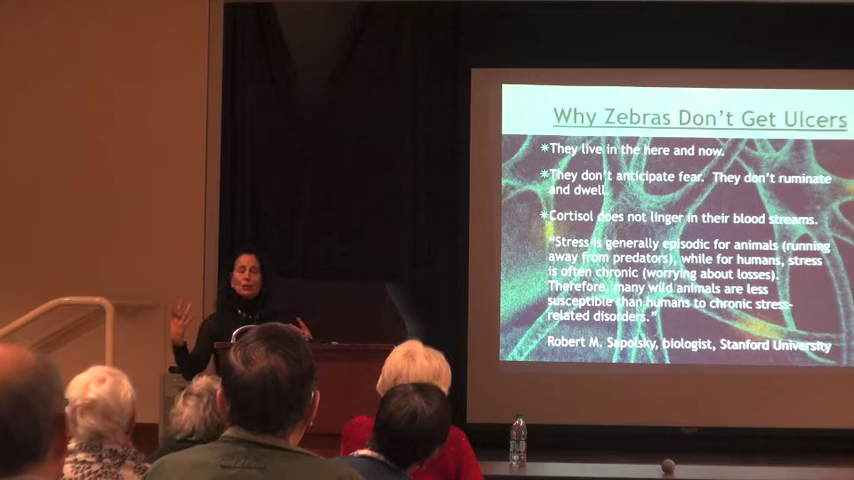 Why Zebras Don't Get Ulcers
*They live in the here and now.
*They don't anticipate fear. They don't ruminate
and dwell.
*Cortisol does not linger in their blood streams.
"Stress is generally episodic for animals (running
away from predators), while for humans, stress
is often chronic (worrying about losses).
Therefore, many wild animals are less
susceptible than humans to chronic stress-
related disorders."
Robert M. Sapolsky, biologist, Stanford University